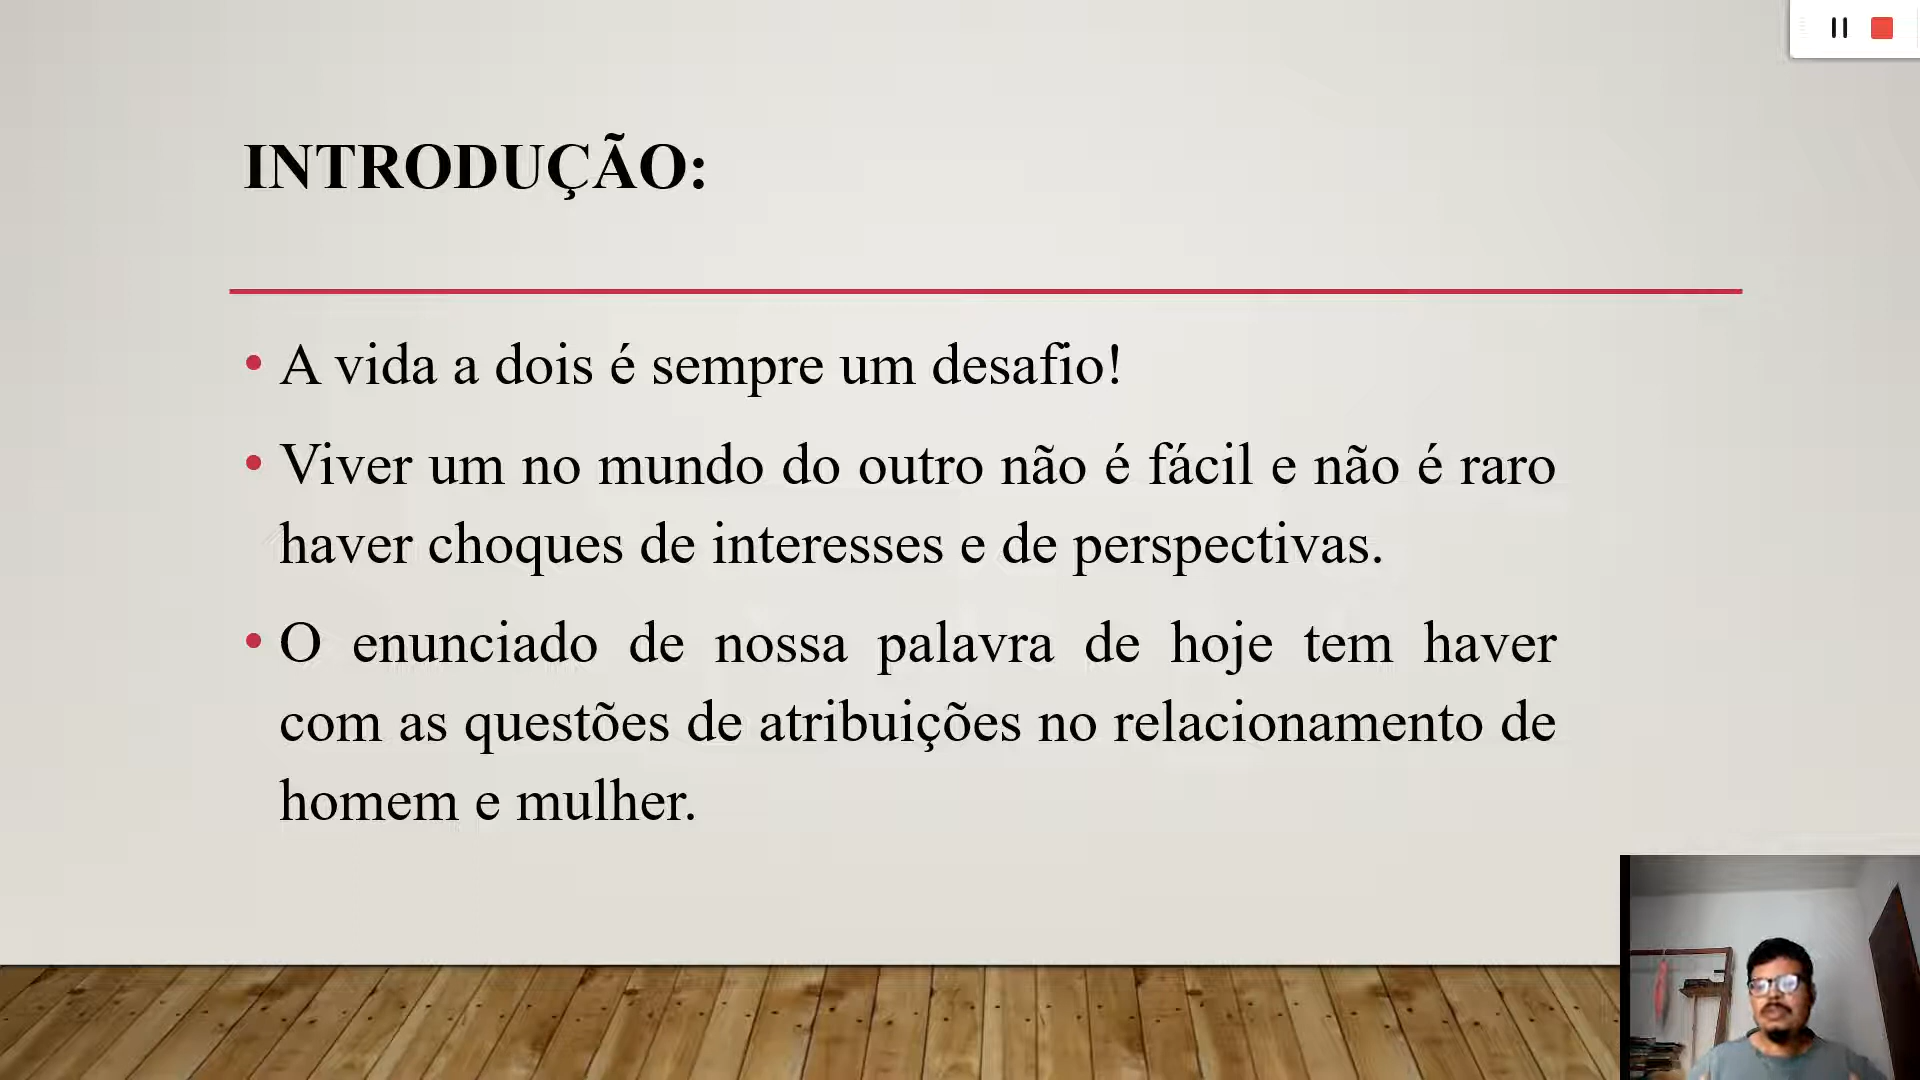 INTRODUÇÃO:
• A vida a dois é sempre um desafio!
• Viver um no mundo do outro não é fácil e não é raro
haver choques de interesses e de perspectivas.
• O enunciado de nossa palavra de hoje tem haver
com as questões de atribuições no relacionamento de
homem e mulher.